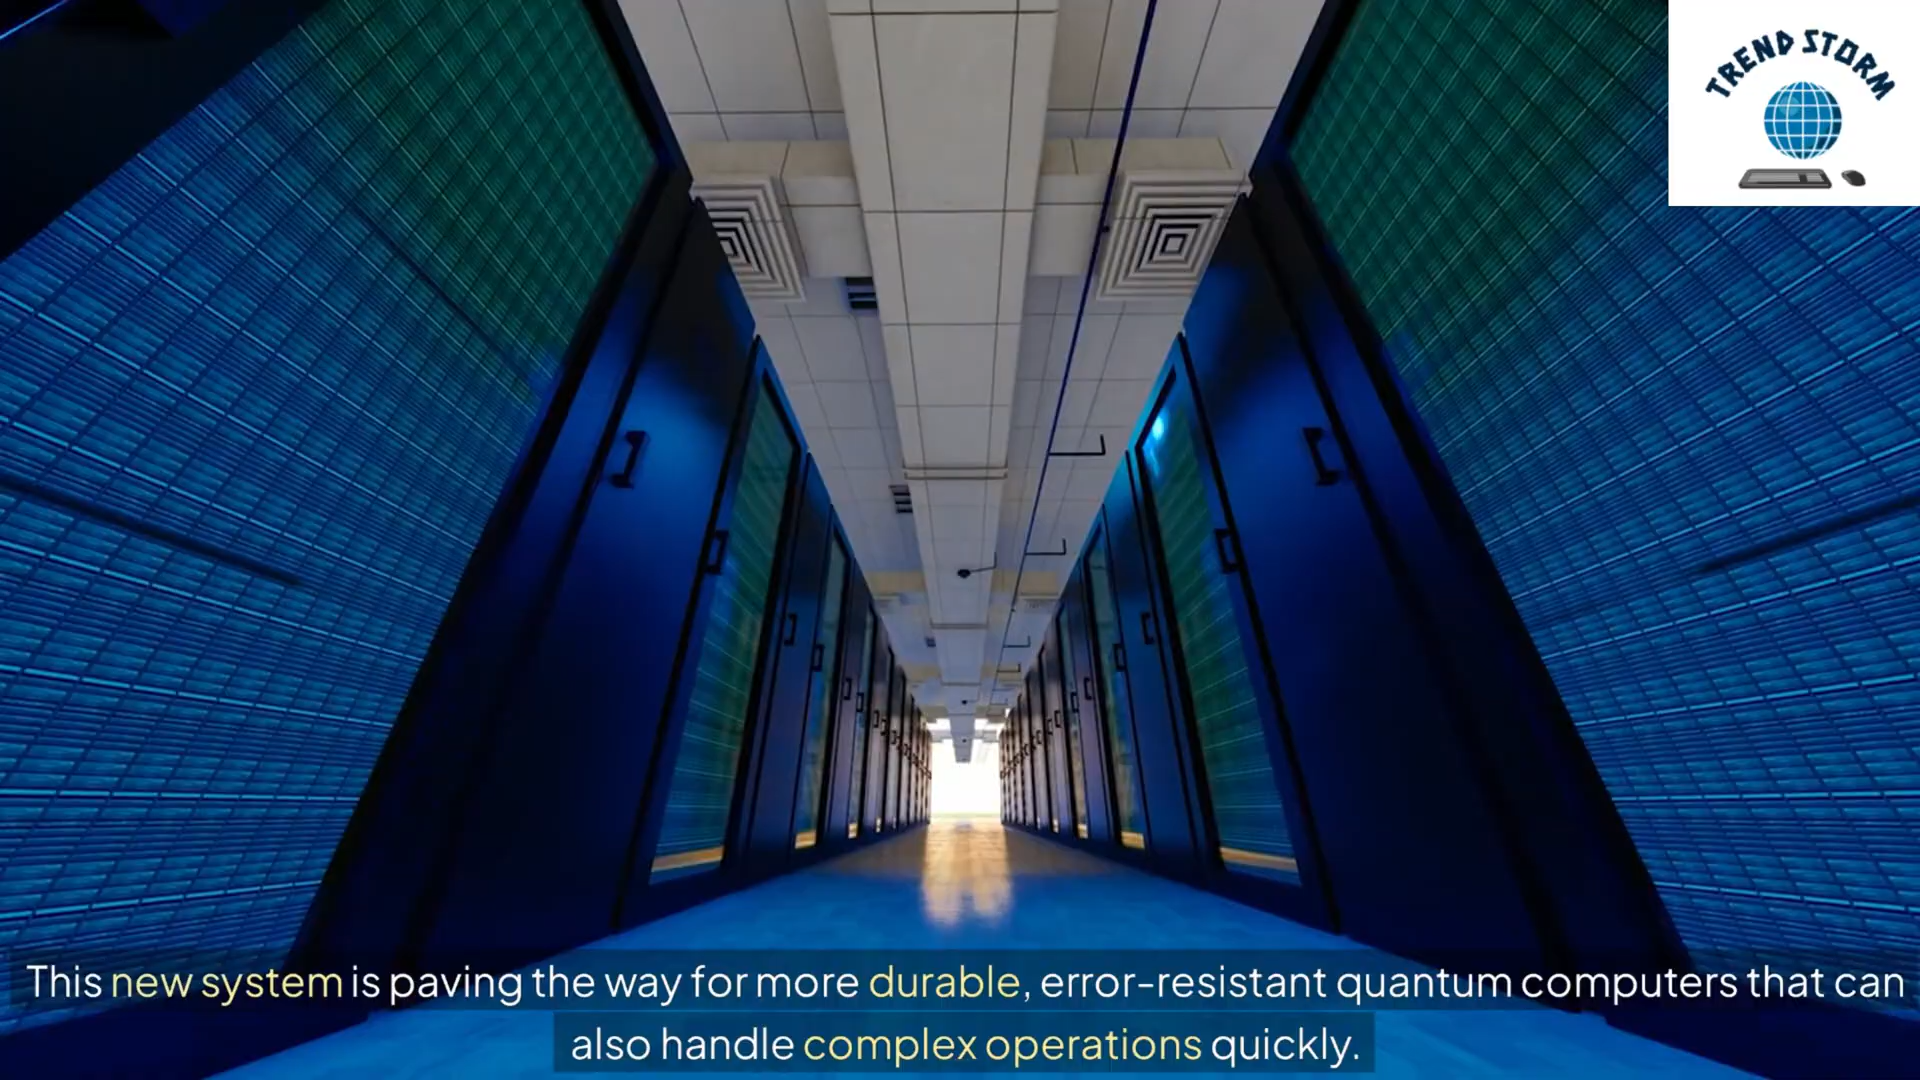 TREND STORM
This new system is paving the way for more durable, error-resistant quantum computers that can
also handle complex operations quickly.